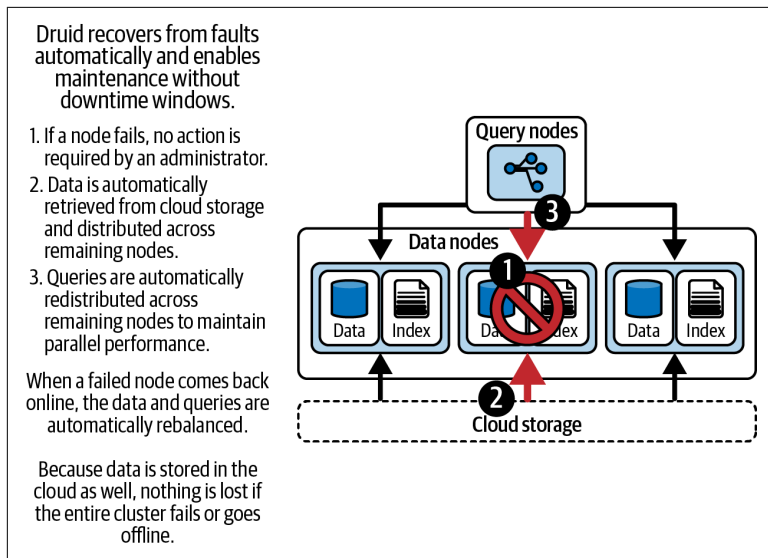 Druid recovers from faults
automatically and enables
maintenance without
downtime windows.
1. If a node fails, no action is
required by an administrator.
2. Data is automatically
retrieved from cloud storage
and distributed across
remaining nodes.
3. Queries are automatically
redistributed across
remaining nodes to maintain
parallel performance.
When a failed node comes back
online, the data and queries are
automatically rebalanced.
Because data is stored in the
cloud as well, nothing is lost if
the entire cluster fails or goes
offline.
Query nodes
3
Data nodes
1
Data Index
Data Index
Data Index
2
Cloud storage